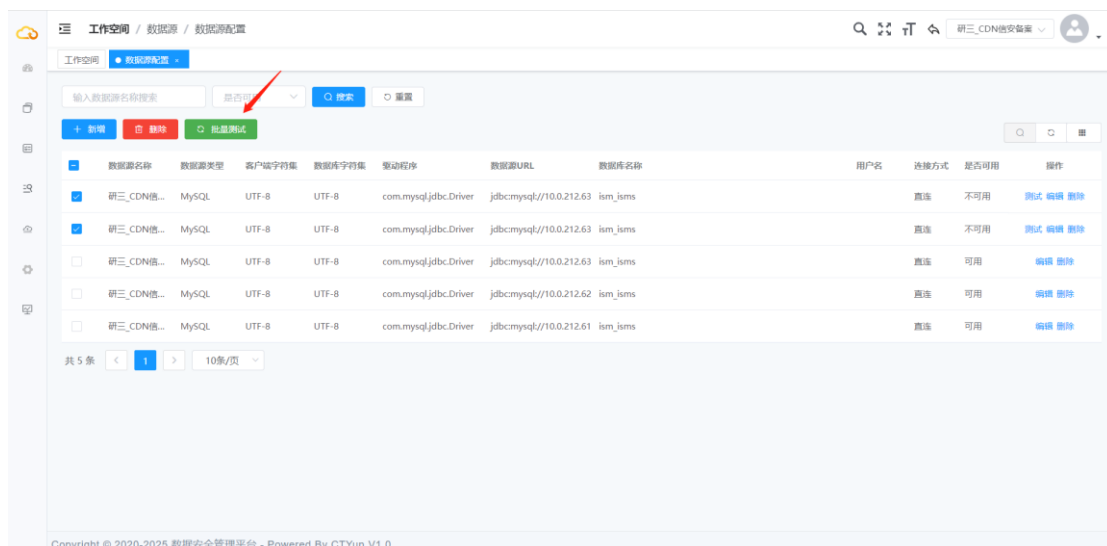 工作空间 / 数据源 / 数据源配置 研三_CDN信安备案
工作空间 数据源配置 ×
输入数据源名称搜索 是否可 搜索 重置
+ 新增 删除 批量测试
数据源名称 数据源类型 客户端字符集 数据库字符集 驱动程序 数据源URL 数据库名称 用户名 连接方式 是否可用 操作
研三_CDN信... MySQL UTF-8 UTF-8 com.mysql.jdbc.Driver jdbc:mysql://10.0.212.63 ism_isms 直连 不可用 测试 编辑 删除
研三_CDN信... MySQL UTF-8 UTF-8 com.mysql.jdbc.Driver jdbc:mysql://10.0.212.63 ism_isms 直连 不可用 测试 编辑 删除
研三_CDN信... MySQL UTF-8 UTF-8 com.mysql.jdbc.Driver jdbc:mysql://10.0.212.63 ism_isms 直连 可用 编辑 删除
研三_CDN信... MySQL UTF-8 UTF-8 com.mysql.jdbc.Driver jdbc:mysql://10.0.212.62 ism_isms 直连 可用 编辑 删除
研三_CDN信... MySQL UTF-8 UTF-8 com.mysql.jdbc.Driver jdbc:mysql://10.0.212.61 ism_isms 直连 可用 编辑 删除
共 5 条 < 1 > 10条/页
Copyright © 2020-2025 数据安全管理平台 - Powered By CTYun V1.0